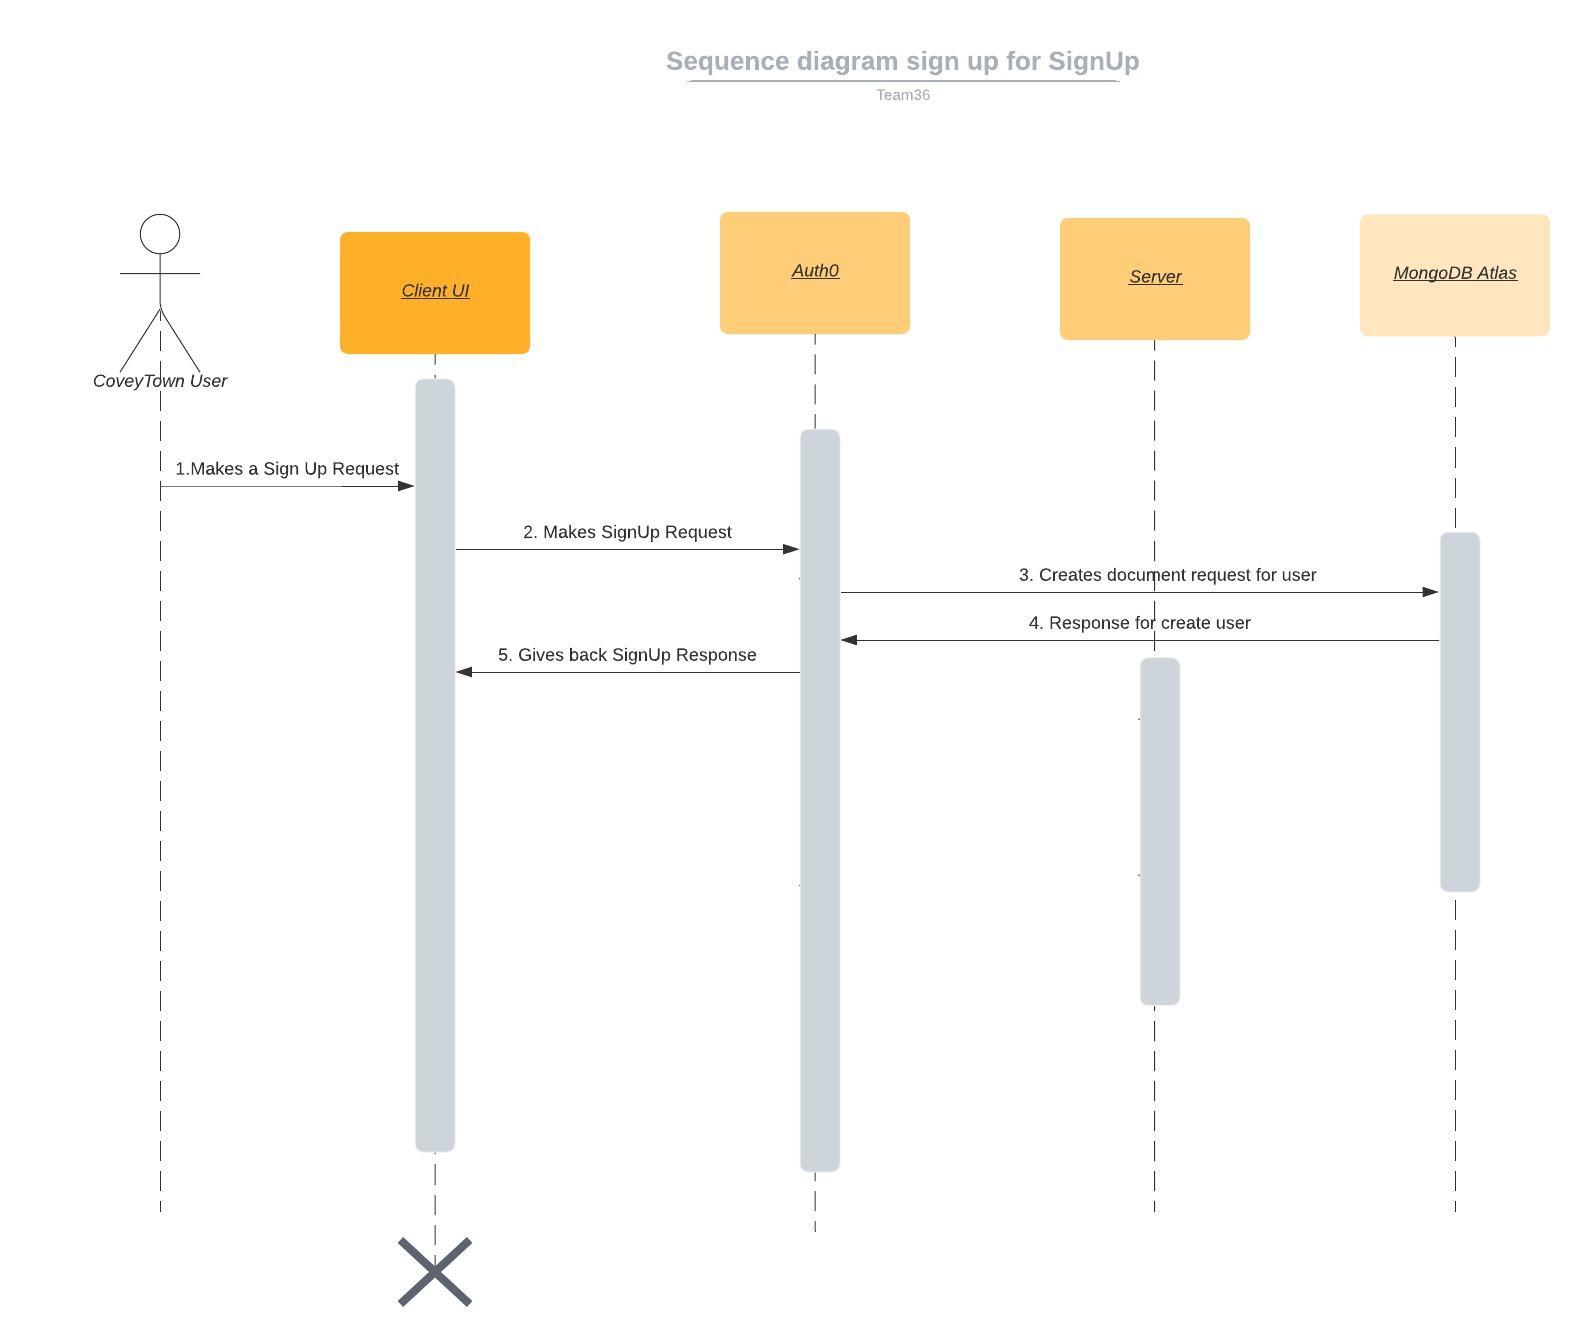 Sequence diagram sign up for SignUp
Team36
Client UI
Auth0
Server
MongoDB Atlas
CoveyTown User
1.Makes a Sign Up Request
2. Makes SignUp Request
3. Creates document request for user
4. Response for create user
5. Gives back SignUp Response